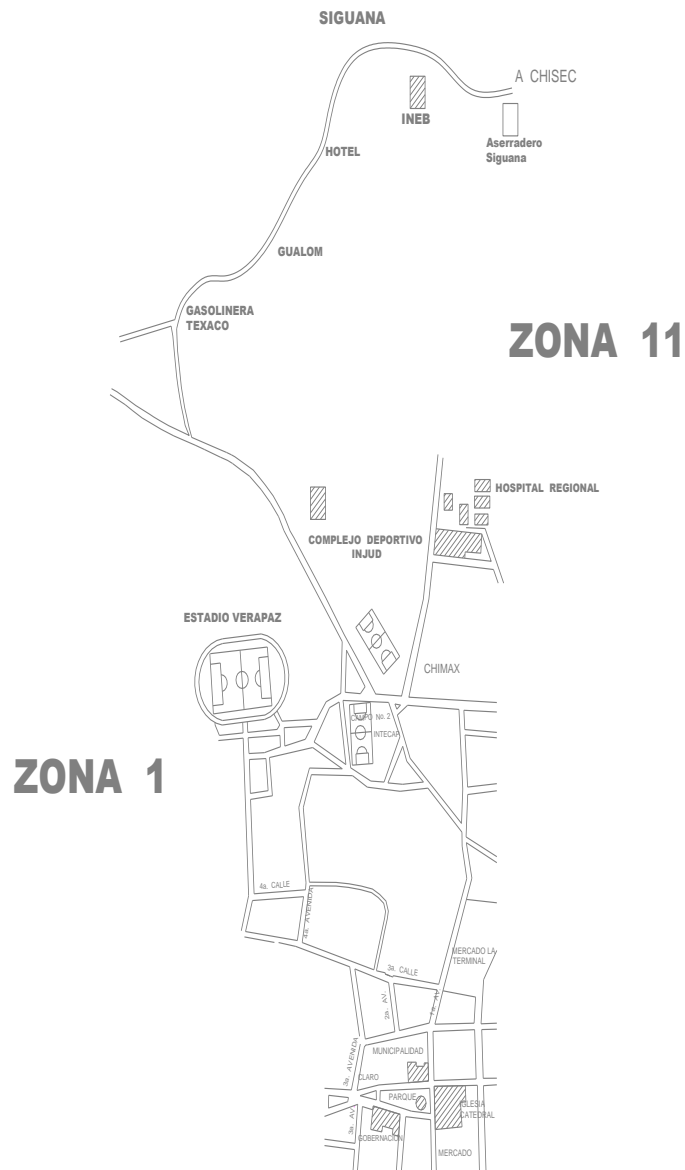 SIGUANA
A CHISEC
INEB
Aserradero
Siguana
HOTEL
GUALOM
GASOLINERA
TEXACO
ZONA 11
HOSPITAL REGIONAL
COMPLEJO DEPORTIVO
INJUD
ESTADIO VERAPAZ
CHIMAX
CAMPO No. 2
INTECAP
ZONA 1
4a. CALLE
4a. AVENIDA
MERCADO LA
TERMINAL
3a. CALLE
2a. AV.
1a. AV.
3a. AVENIDA
MUNICIPALIDAD
CLARO
PARQUE
IGLESIA
CATEDRAL
3a. AV.
GOBERNACION
MERCADO